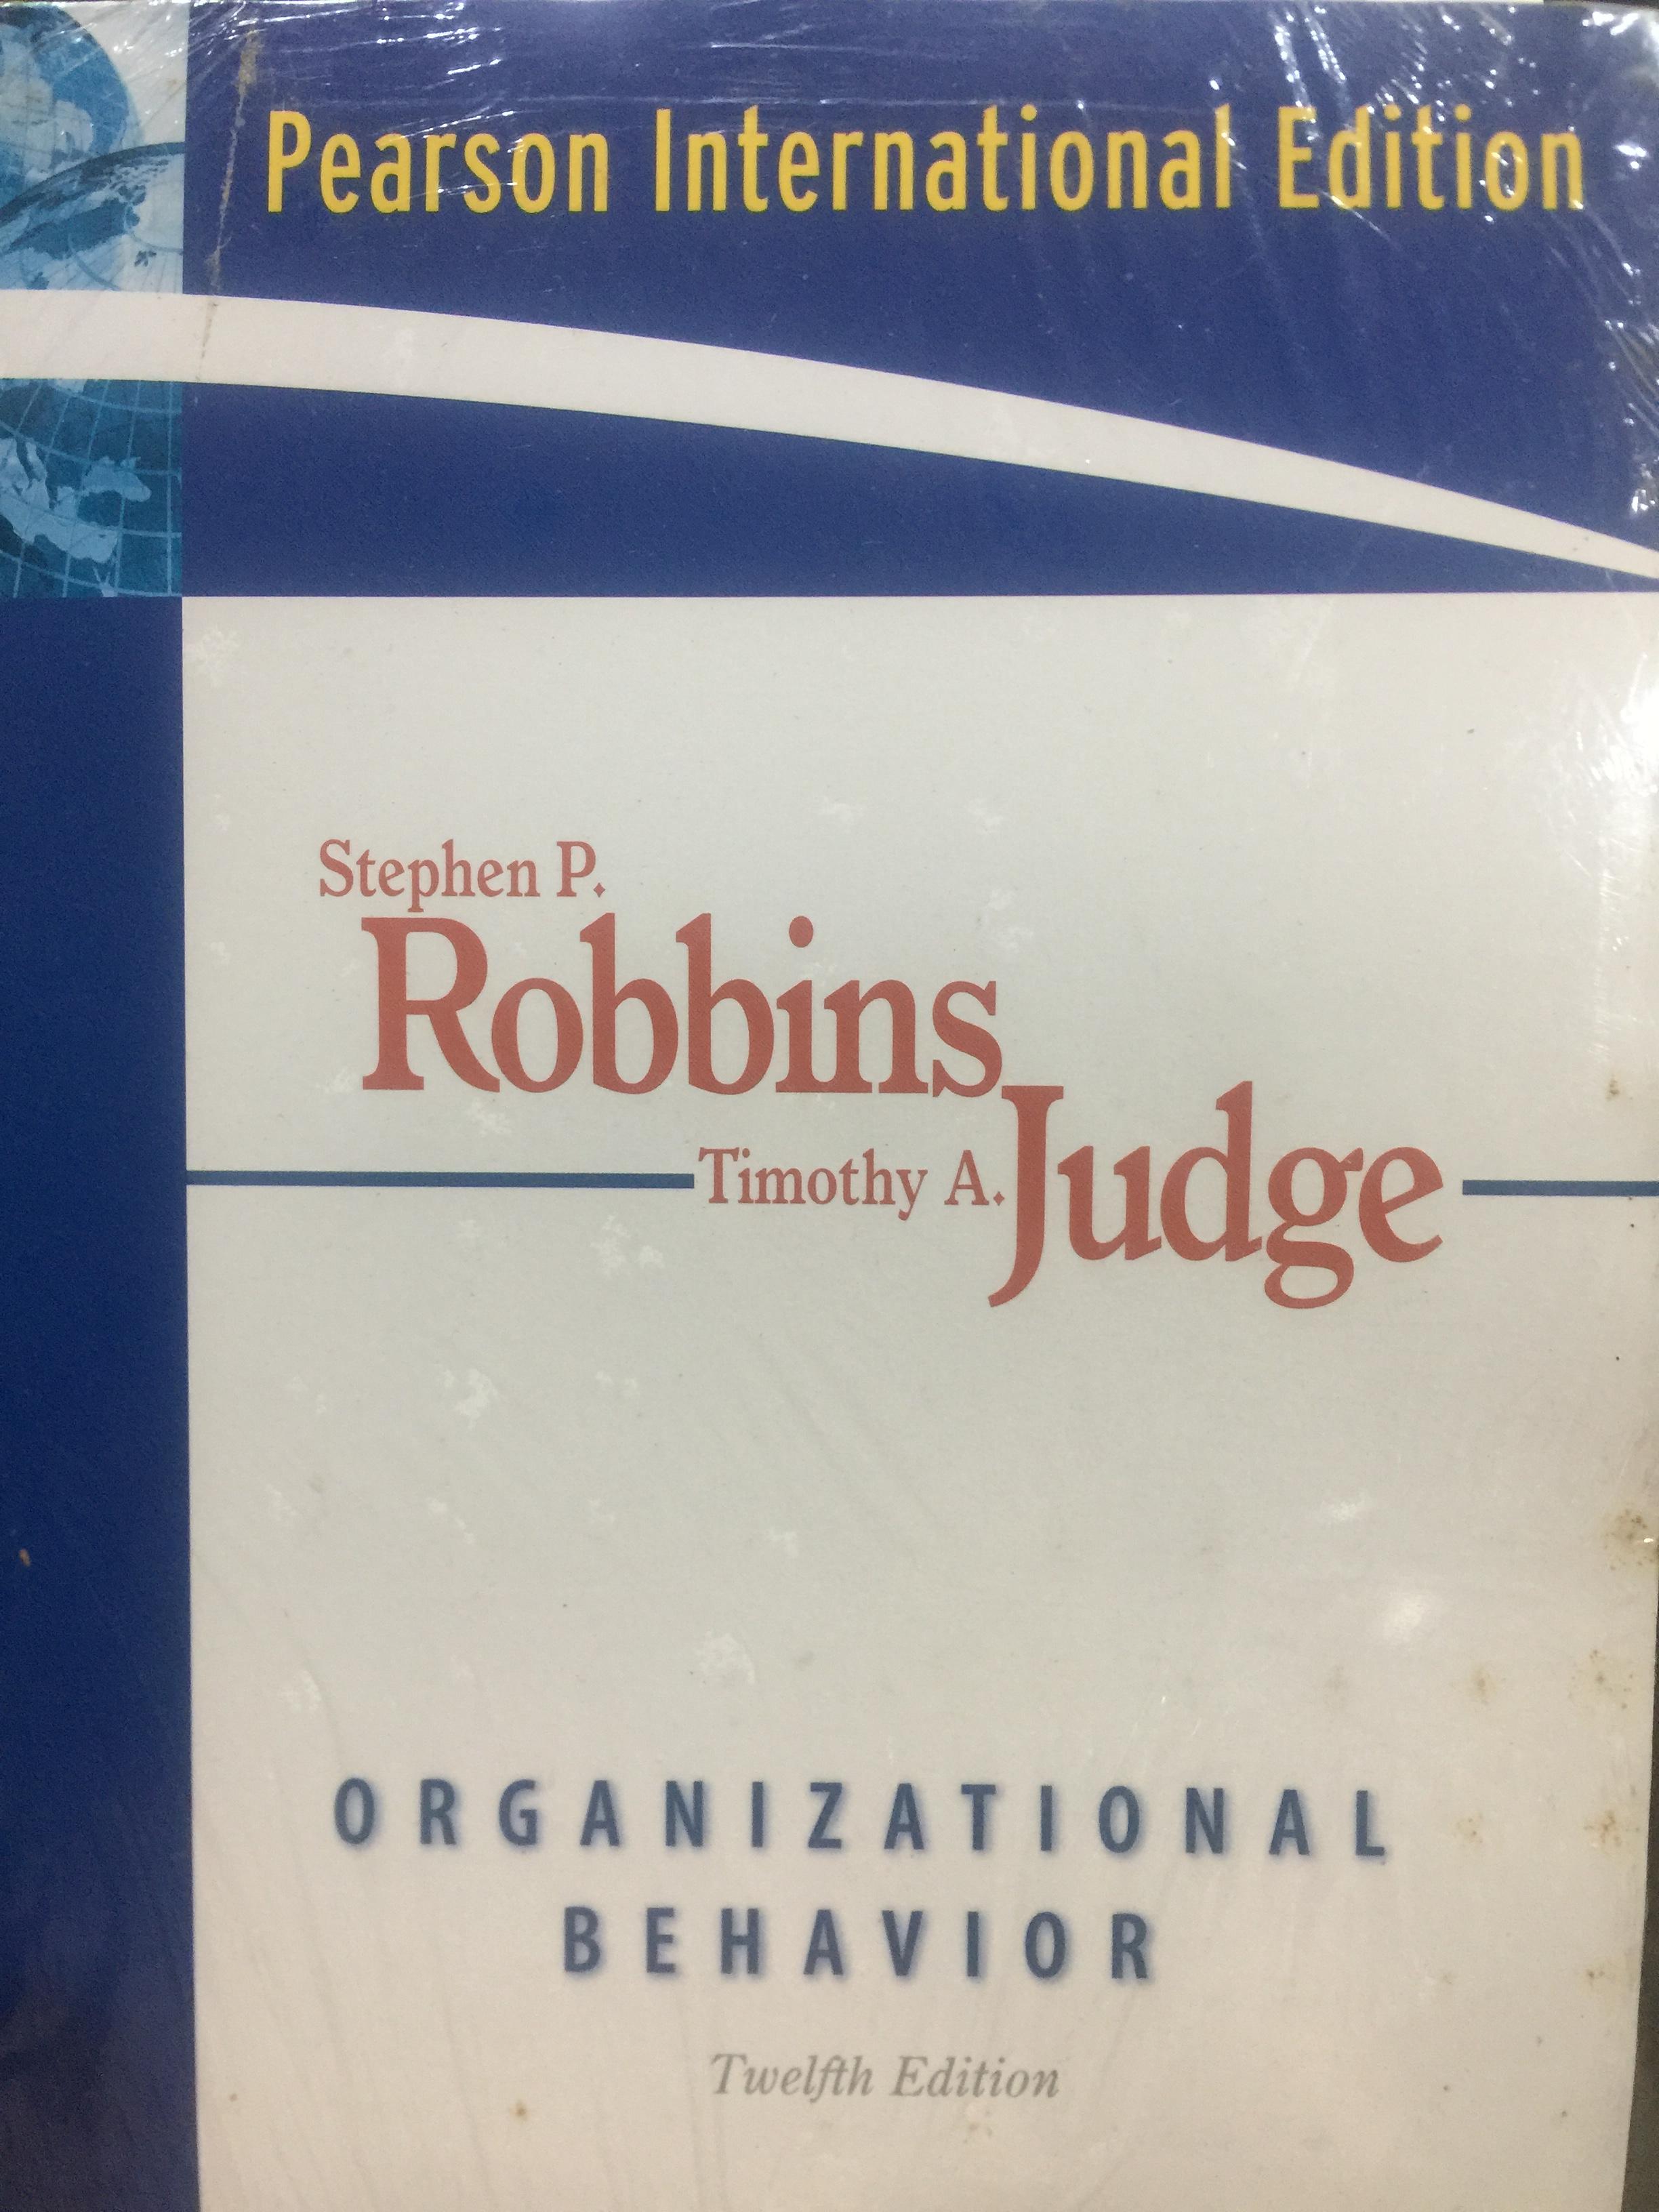 Pearson International Edition
Stephen P.
Robbins
Timothy A. Judge
ORGANIZATIONAL
BEHAVIOR
Twelfth Edition